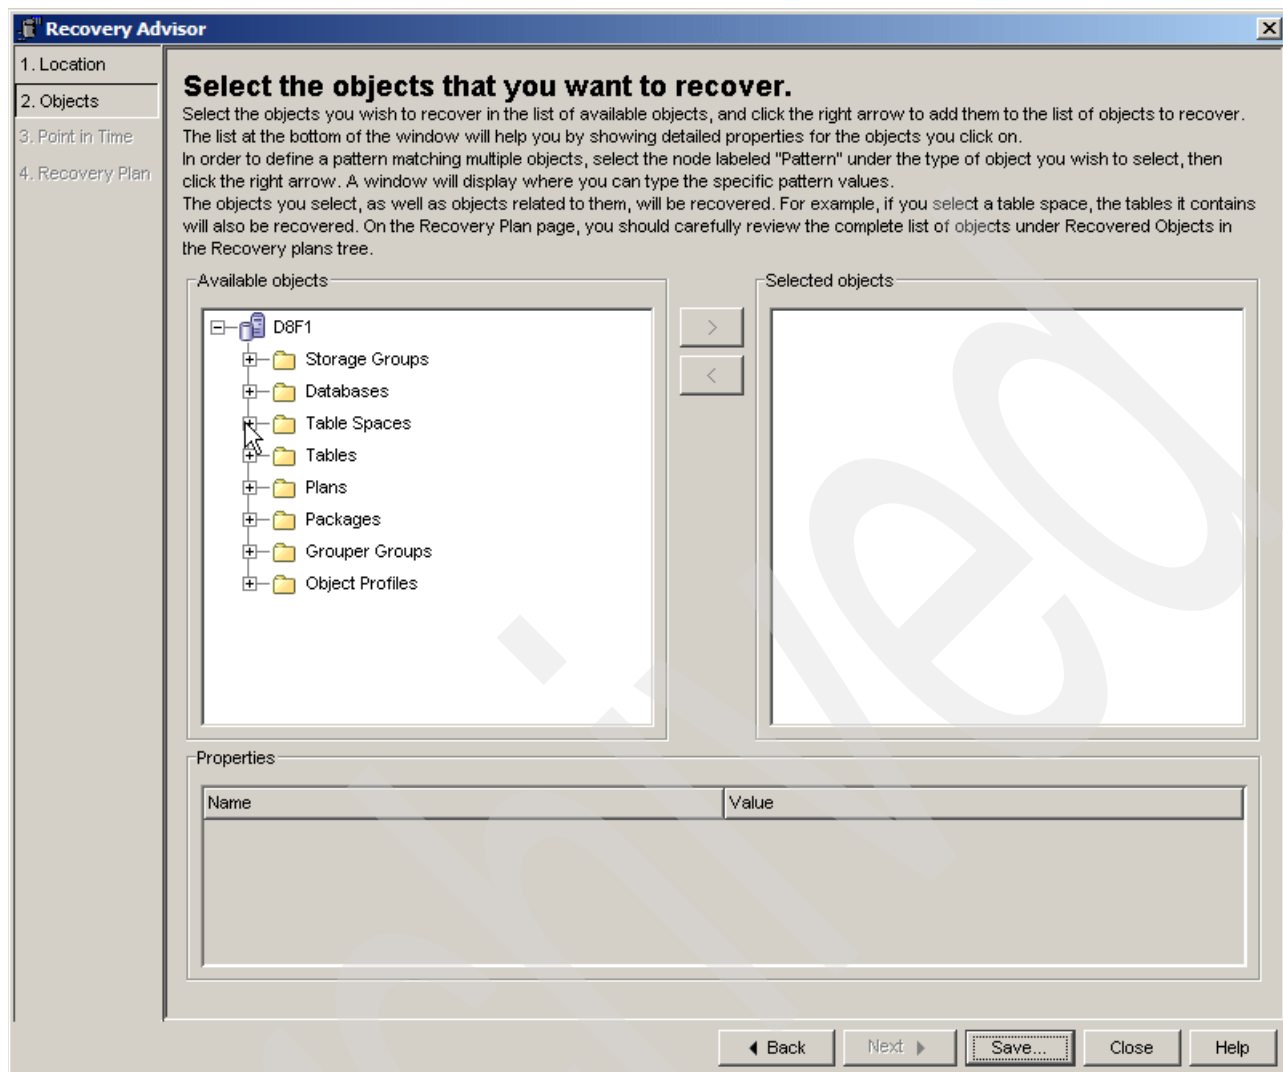 Recovery Advisor
1. Location
2. Objects
3. Point in Time
4. Recovery Plan
Select the objects that you want to recover.
Select the objects you wish to recover in the list of available objects, and click the right arrow to add them to the list of objects to recover.
The list at the bottom of the window will help you by showing detailed properties for the objects you click on.
In order to define a pattern matching multiple objects, select the node labeled "Pattern" under the type of object you wish to select, then
click the right arrow. A window will display where you can type the specific pattern values.
The objects you select, as well as objects related to them, will be recovered. For example, if you select a table space, the tables it contains
will also be recovered. On the Recovery Plan page, you should carefully review the complete list of objects under Recovered Objects in
the Recovery plans tree.
Available objects
D8F1
Storage Groups
Databases
Table Spaces
Tables
Plans
Packages
Grouper Groups
Object Profiles
>
<
Selected objects
Properties
Name Value
Back Next Save... Close Help